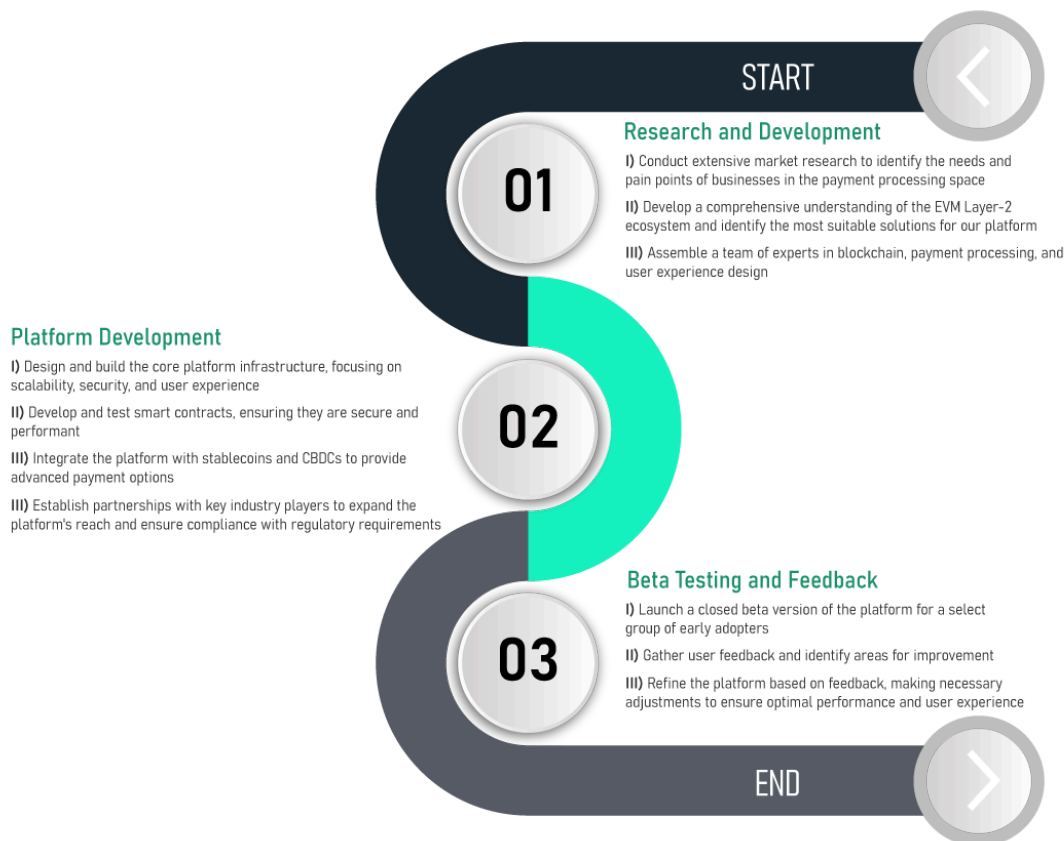 START
Research and Development
01
I) Conduct extensive market research to identify the needs and
pain points of businesses in the payment processing space
II) Develop a comprehensive understanding of the EVM Layer-2
ecosystem and identify the most suitable solutions for our platform
III) Assemble a team of experts in blockchain, payment processing, and
user experience design
Platform Development
I) Design and build the core platform infrastructure, focusing on
scalability, security, and user experience
II) Develop and test smart contracts, ensuring they are secure and
performant
02
III) Integrate the platform with stablecoins and CBDCs to provide
advanced payment options
III) Establish partnerships with key industry players to expand the
platform's reach and ensure compliance with regulatory requirements
Beta Testing and Feedback
03
I) Launch a closed beta version of the platform for a select
group of early adopters
II) Gather user feedback and identify areas for improvement
III) Refine the platform based on feedback, making necessary
adjustments to ensure optimal performance and user experience
END